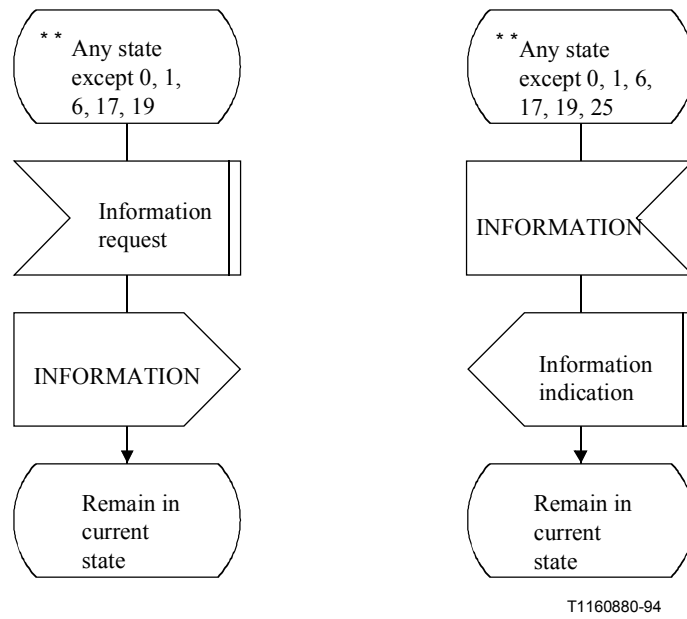 * * Any state
except 0, 1,
6, 17, 19
Information
request
INFORMATION
Remain in
current
state
* * Any state
except 0, 1, 6,
17, 19, 25
INFORMATION
Information
indication
Remain in
current
state
T1160880-94